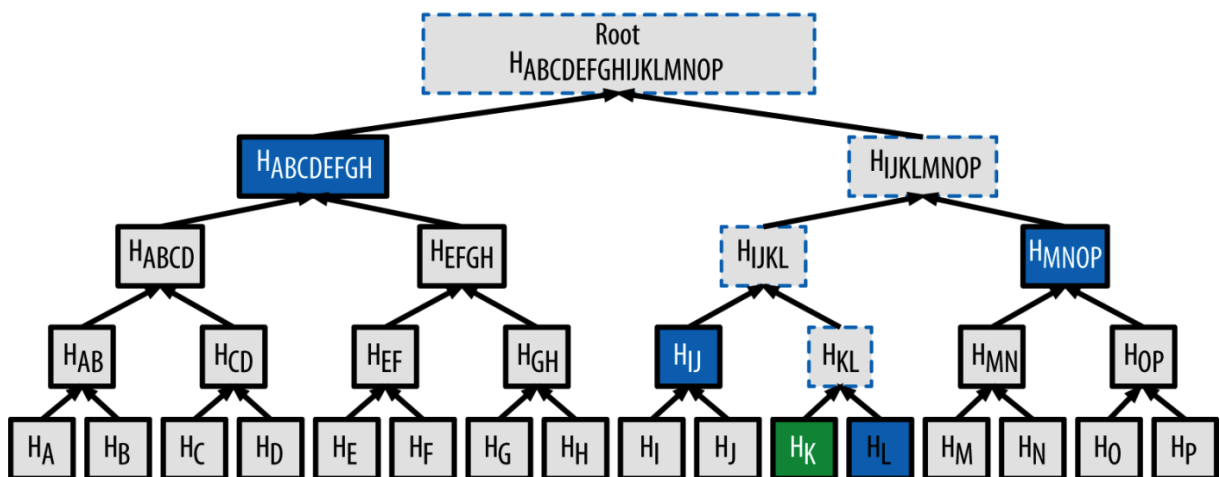 Root
HABCDEFGHIJKLMNOP
HABCDEFGH
HIJKLMNOP
HABCD
HEFGH
HIJKL
HMNOP
HAB
HCD
HEF
HGH
HIJ
HKL
HMN
HOP
HA
HB
HC
HD
HE
HF
HG
HH
HI
HJ
HK
HL
HM
HN
HO
HP